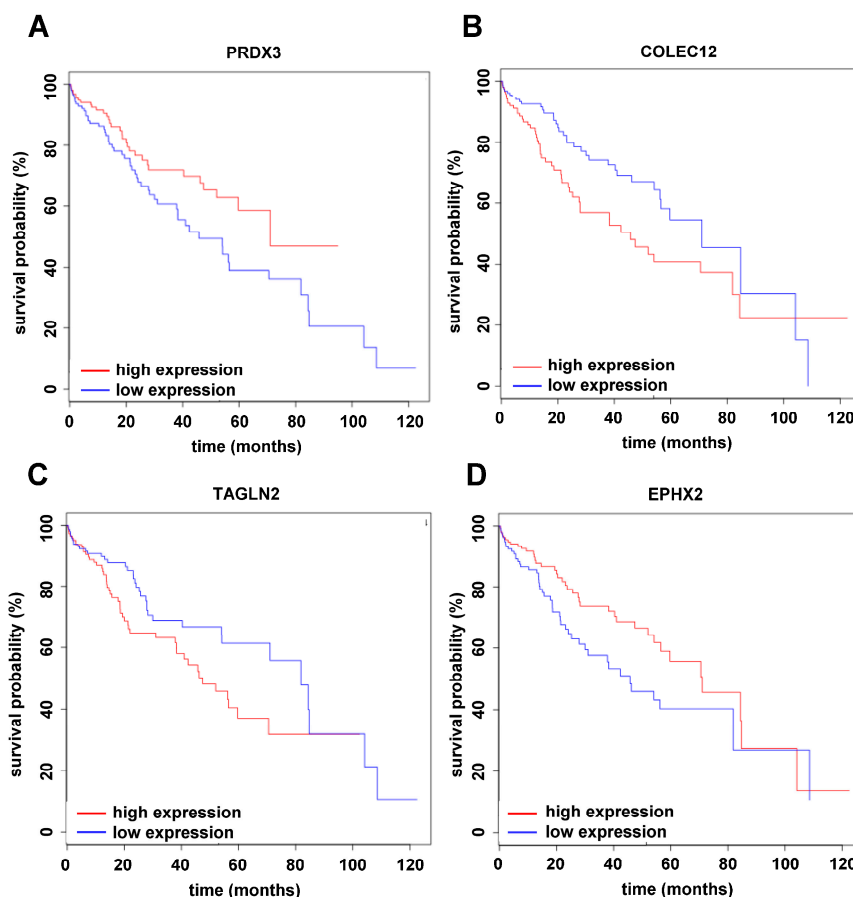 A
PRDX3
survival probability (%)
100
80
60
40
20
0
high expression
low expression
0 20 40 60 80 100 120
time (months)
B
COLEC12
survival probability (%)
100
80
60
40
20
0
high expression
low expression
0 20 40 60 80 100 120
time (months)
C
TAGLN2
survival probability (%)
100
80
60
40
20
0
high expression
low expression
0 20 40 60 80 100 120
time (months)
D
EPHX2
survival probability (%)
100
80
60
40
20
0
high expression
low expression
0 20 40 60 80 100 120
time (months)